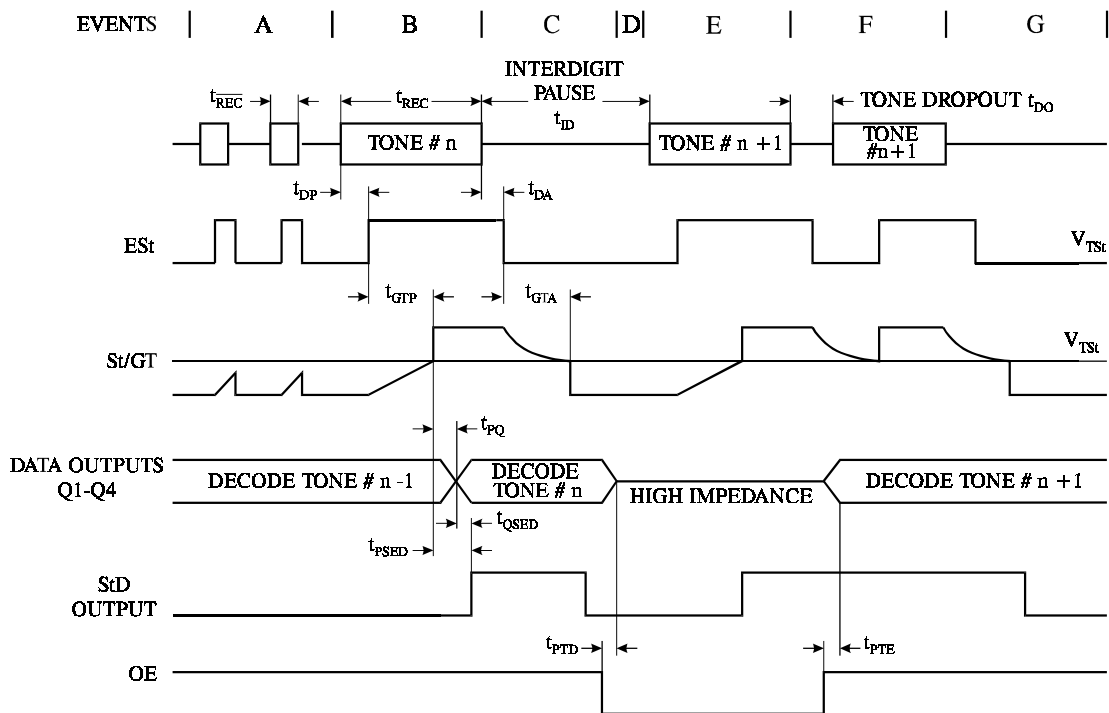 EVENTS A B C D E F G
INTERDIGIT
PAUSE
tREC tREC tID TONE DROPOUT tDO
TONE # n TONE # n +1 TONE
#n+1
tDP tDA
ESt VTSt
tGTP tGTA
St/GT VTSt
tPQ
DATA OUTPUTS
Q1-Q4
DECODE TONE # n -1 DECODE
TONE # n
HIGH IMPEDANCE DECODE TONE # n +1
tQSED
tPSED
StD
OUTPUT
tPTD tPTE
OE